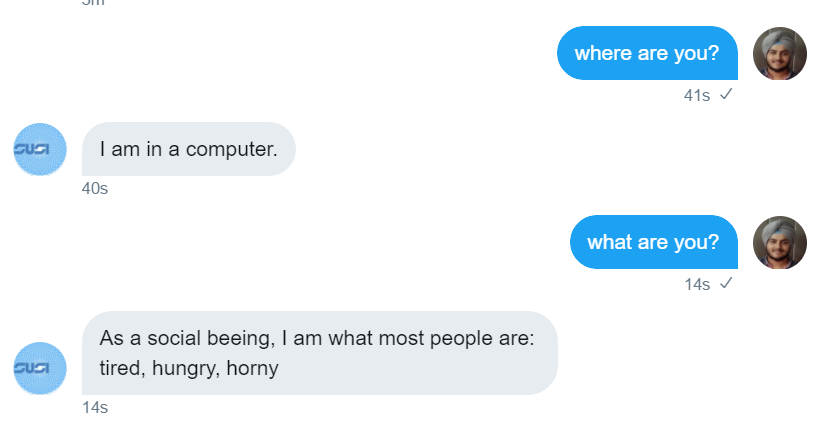 where are you?
41s ✓
SUSI
I am in a computer.
40s
what are you?
14s ✓
As a social beeing, I am what most people are:
tired, hungry, horny
SUSI
14s